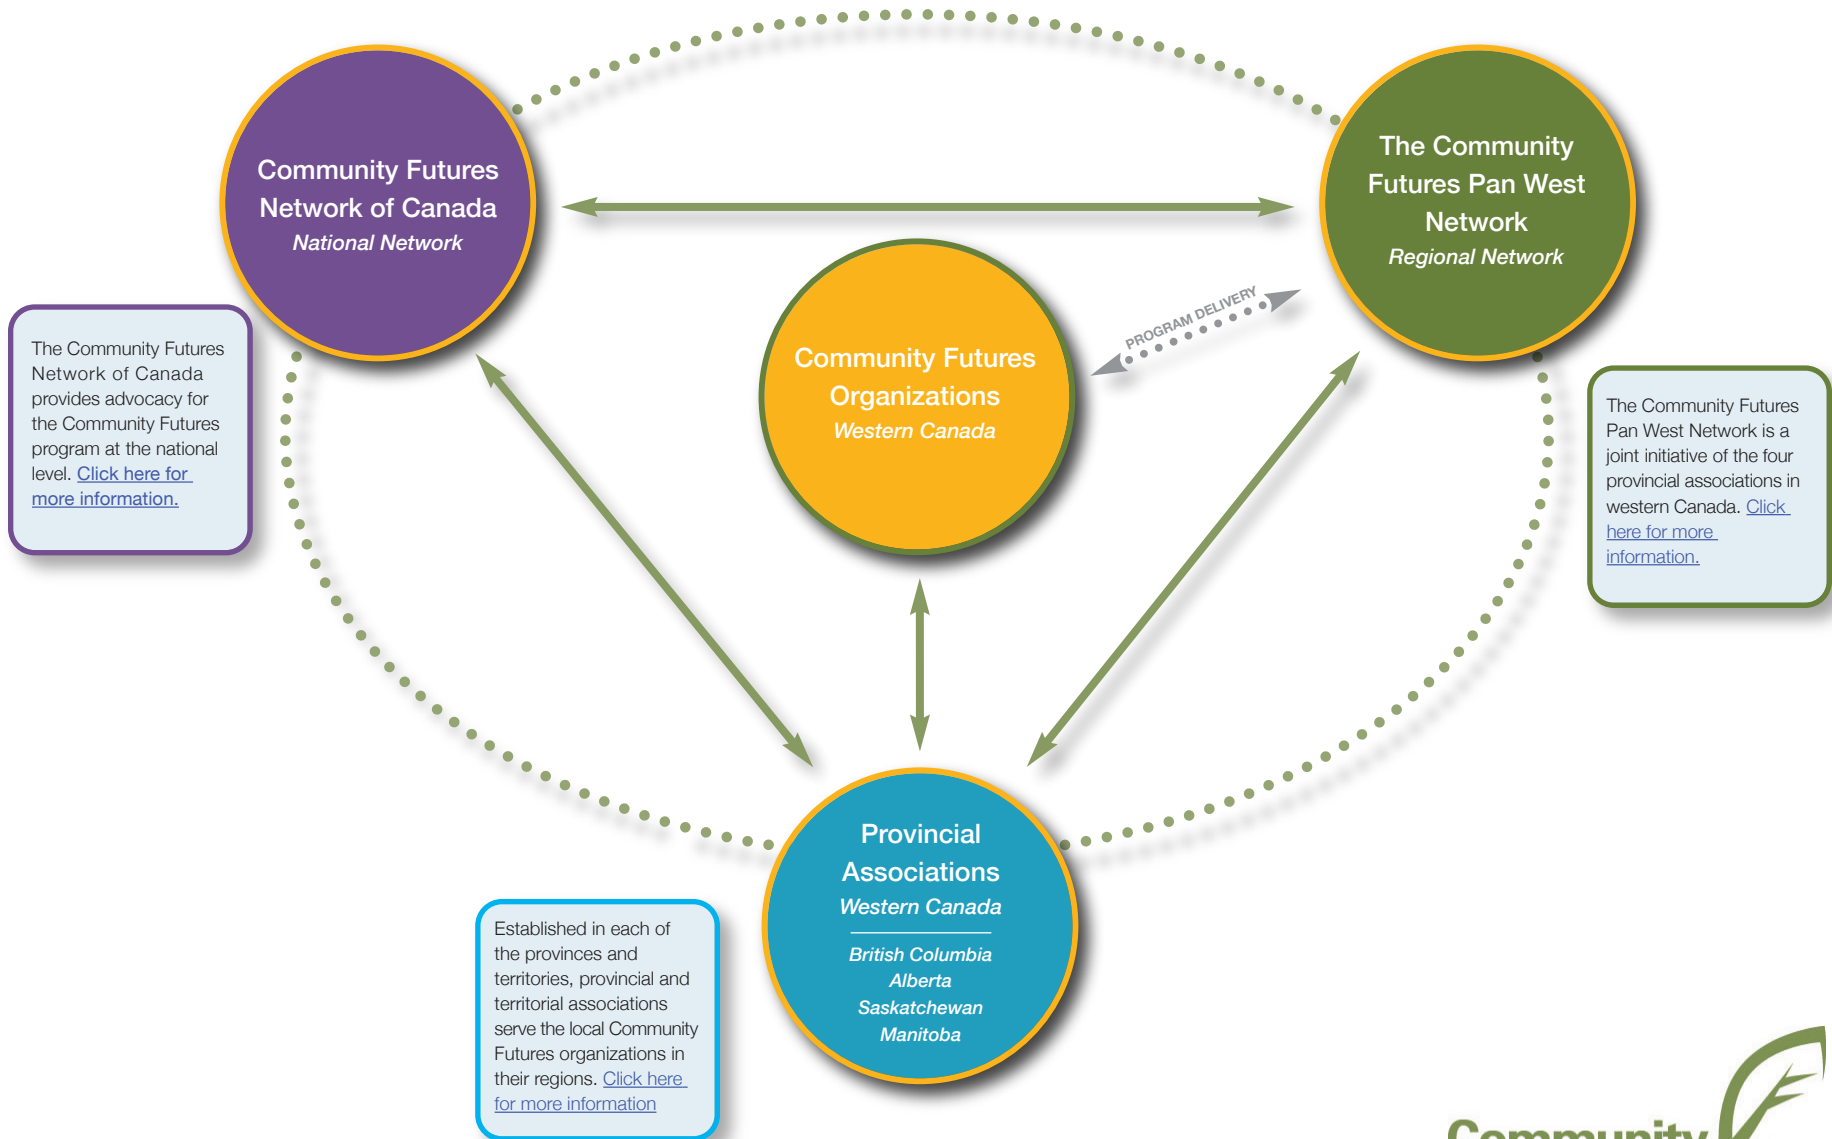 Community Futures
Network of Canada
National Network
The Community
Futures Pan West
Network
Regional Network
PROGRAM DELIVERY
Community Futures
Organizations
Western Canada
The Community Futures
Network of Canada
provides advocacy for
the Community Futures
program at the national
level. Click here for
more information.
The Community Futures
Pan West Network is a
joint initiative of the four
provincial associations in
western Canada. Click
here for more
information.
Provincial
Associations
Western Canada
British Columbia
Alberta
Saskatchewan
Manitoba
Established in each of
the provinces and
territories, provincial and
territorial associations
serve the local Community
Futures organizations in
their regions. Click here
for more information
Community